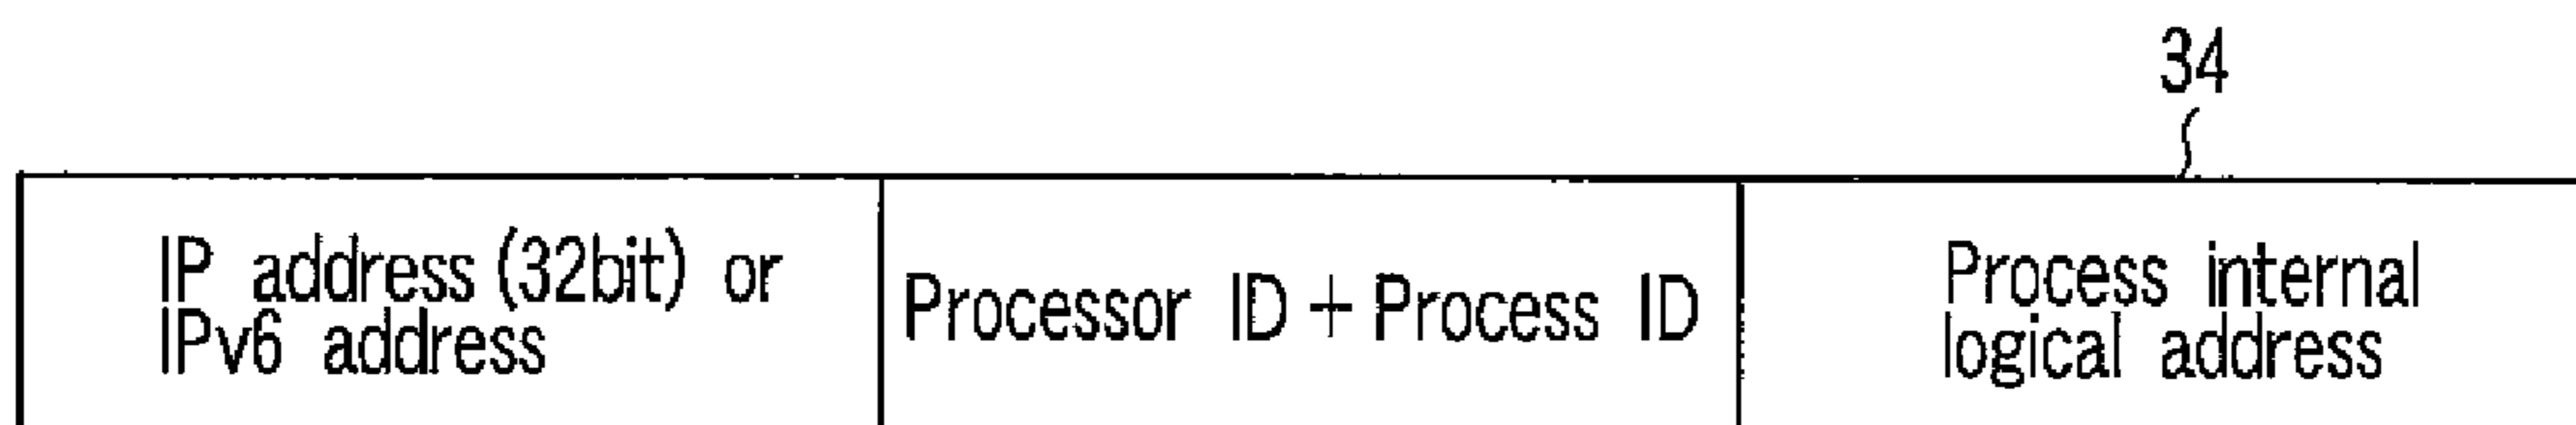 34
IP address (32bit) or
IPv6 address
Processor ID + Process ID
Process internal
logical address